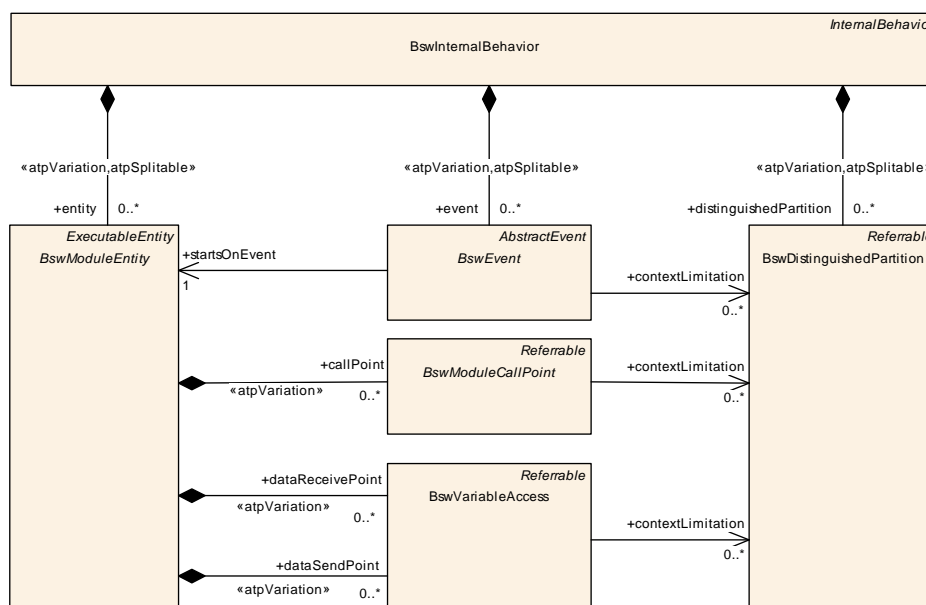 InternalBehavio
BswInternalBehavior
«atpVariation,atpSplitable»
«atpVariation,atpSplitable»
«atpVariation,atpSplitable»
+entity 0..*
+event 0..*
+distinguishedPartition 0..*
ExecutableEntity
BswModuleEntity
+startsOnEvent
1
AbstractEvent
BswEvent
+contextLimitation
0..*
Referrable
BswDistinguishedPartition
+callPoint
«atpVariation»
0..*
Referrable
BswModuleCallPoint
+contextLimitation
0..*
+dataReceivePoint
«atpVariation»
0..*
Referrable
BswVariableAccess
+contextLimitation
0..*
+dataSendPoint
«atpVariation»
0..*